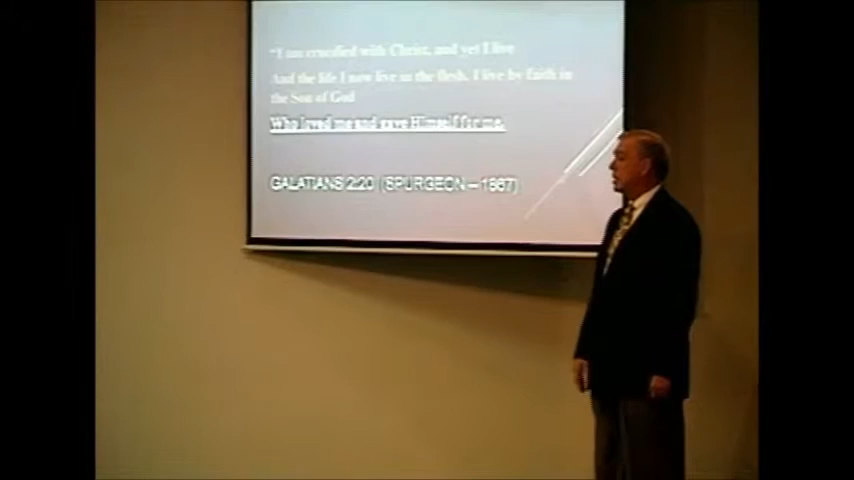 “I am crucified with Christ, and yet I live
And the life I now live in the flesh, I live by faith in
the Son of God
Who loved me and gave Himself for me.
GALATIANS 2:20 (SPURGEON – 1867)